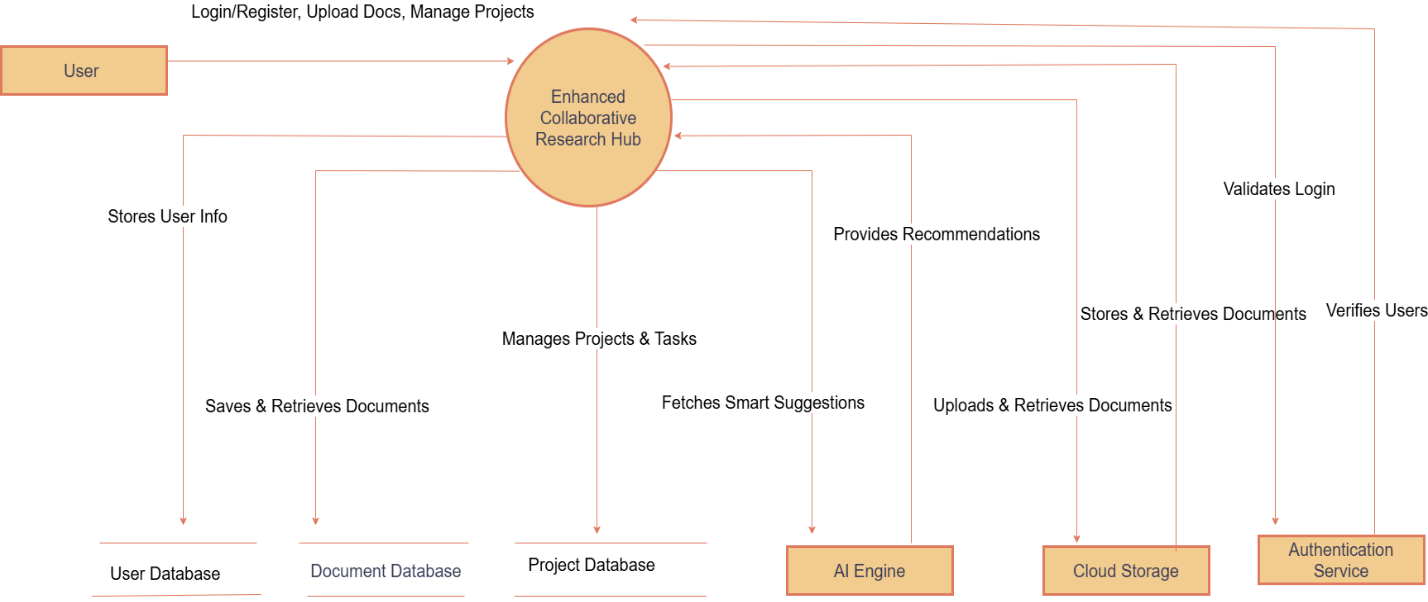 Login/Register, Upload Docs, Manage Projects
User
Enhanced
Collaborative
Research Hub
Validates Login
Stores User Info
Provides Recommendations
Stores & Retrieves Documents
Verifies Users
Manages Projects & Tasks
Saves & Retrieves Documents
Fetches Smart Suggestions
Uploads & Retrieves Documents
User Database
Document Database
Project Database
AI Engine
Cloud Storage
Authentication
Service